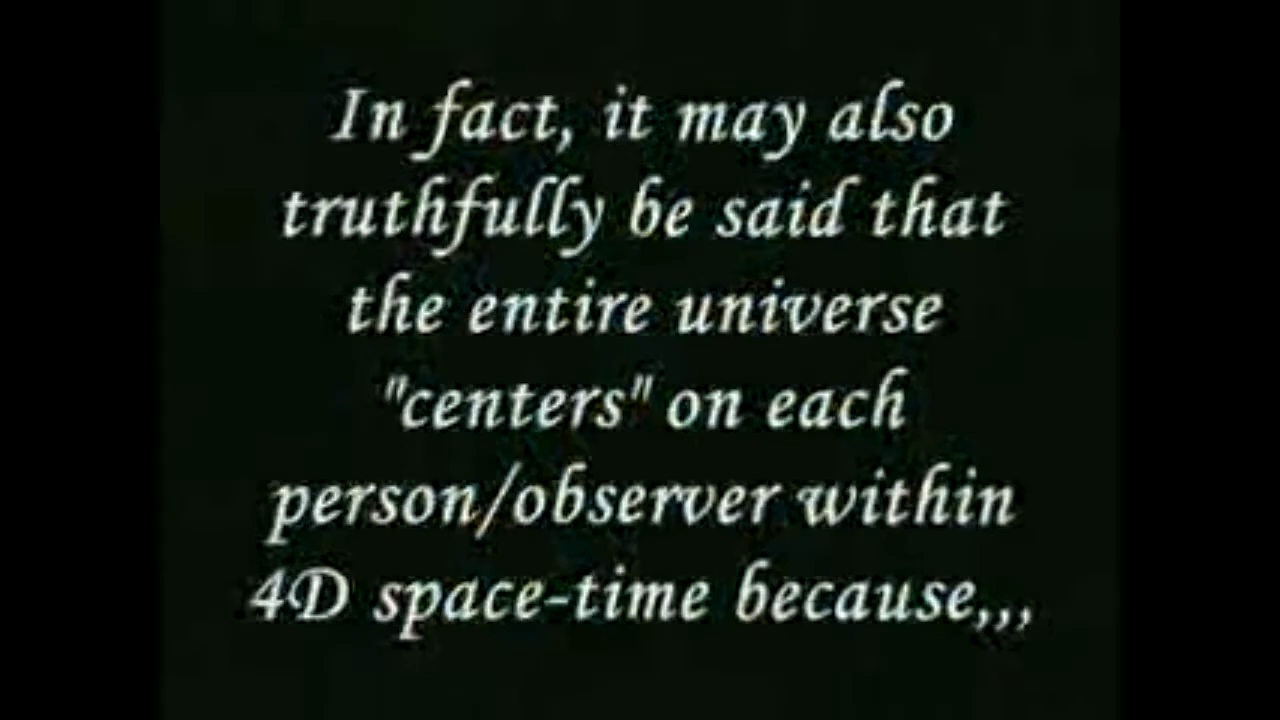 In fact, it may also
truthfully be said that
the entire universe
"centers" on each
person/observer within
4D space-time because,,,